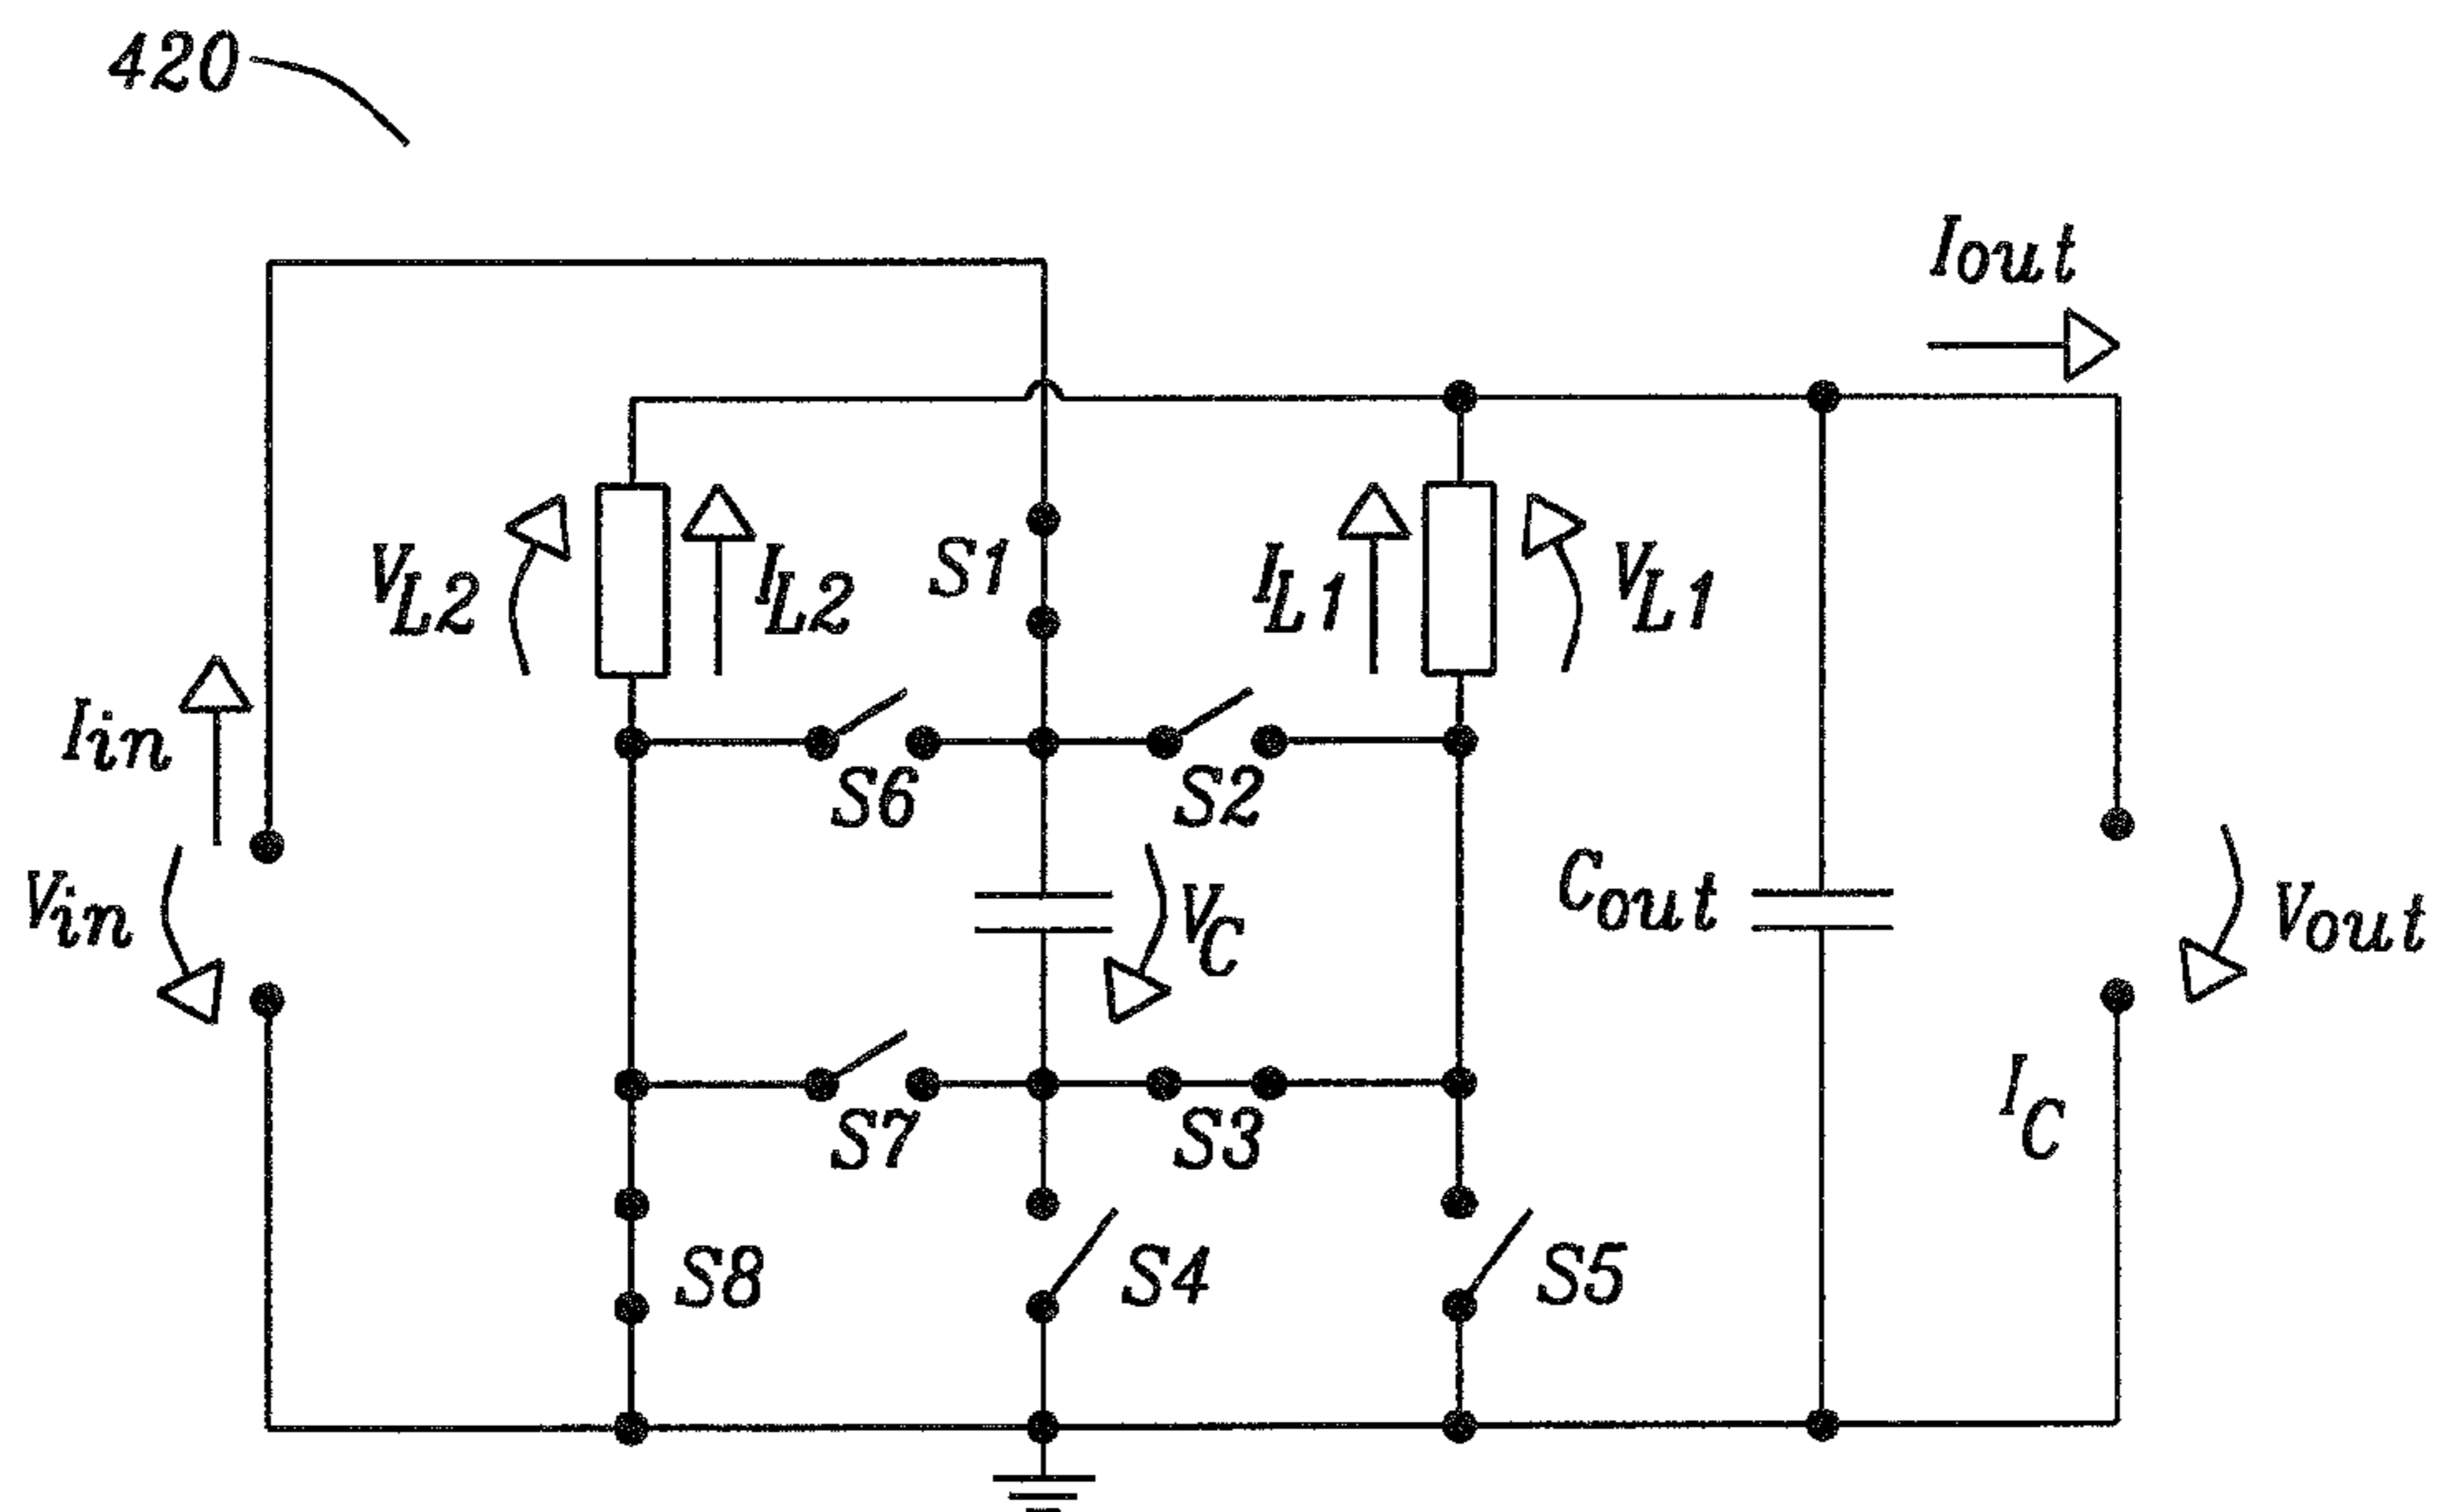 420
Iout
VL2
IL2
S1
IL1
VL1
Iin
S6
S2
Vin
VC
Cout
Vout
S7
S3
IC
S8
S4
S5